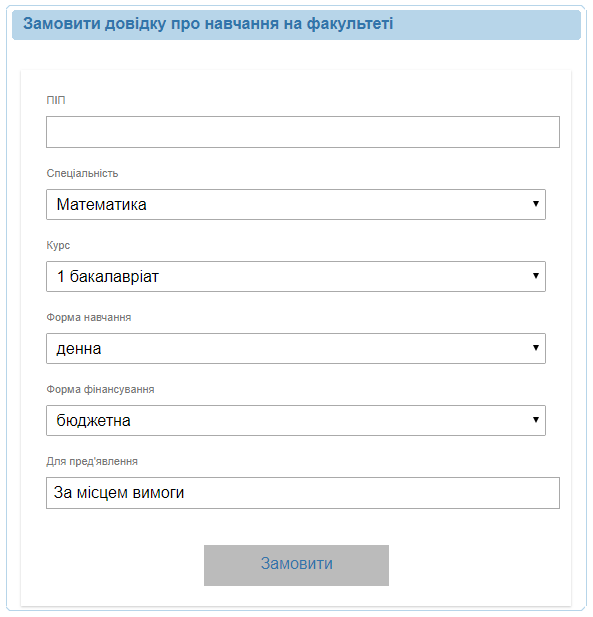 Замовити довідку про навчання на факультеті
ПІП
Спеціальність
Математика
Курс
1 бакалавріат
Форма навчання
денна
Форма фінансування
бюджетна
Для пред'явлення
За місцем вимоги
Замовити